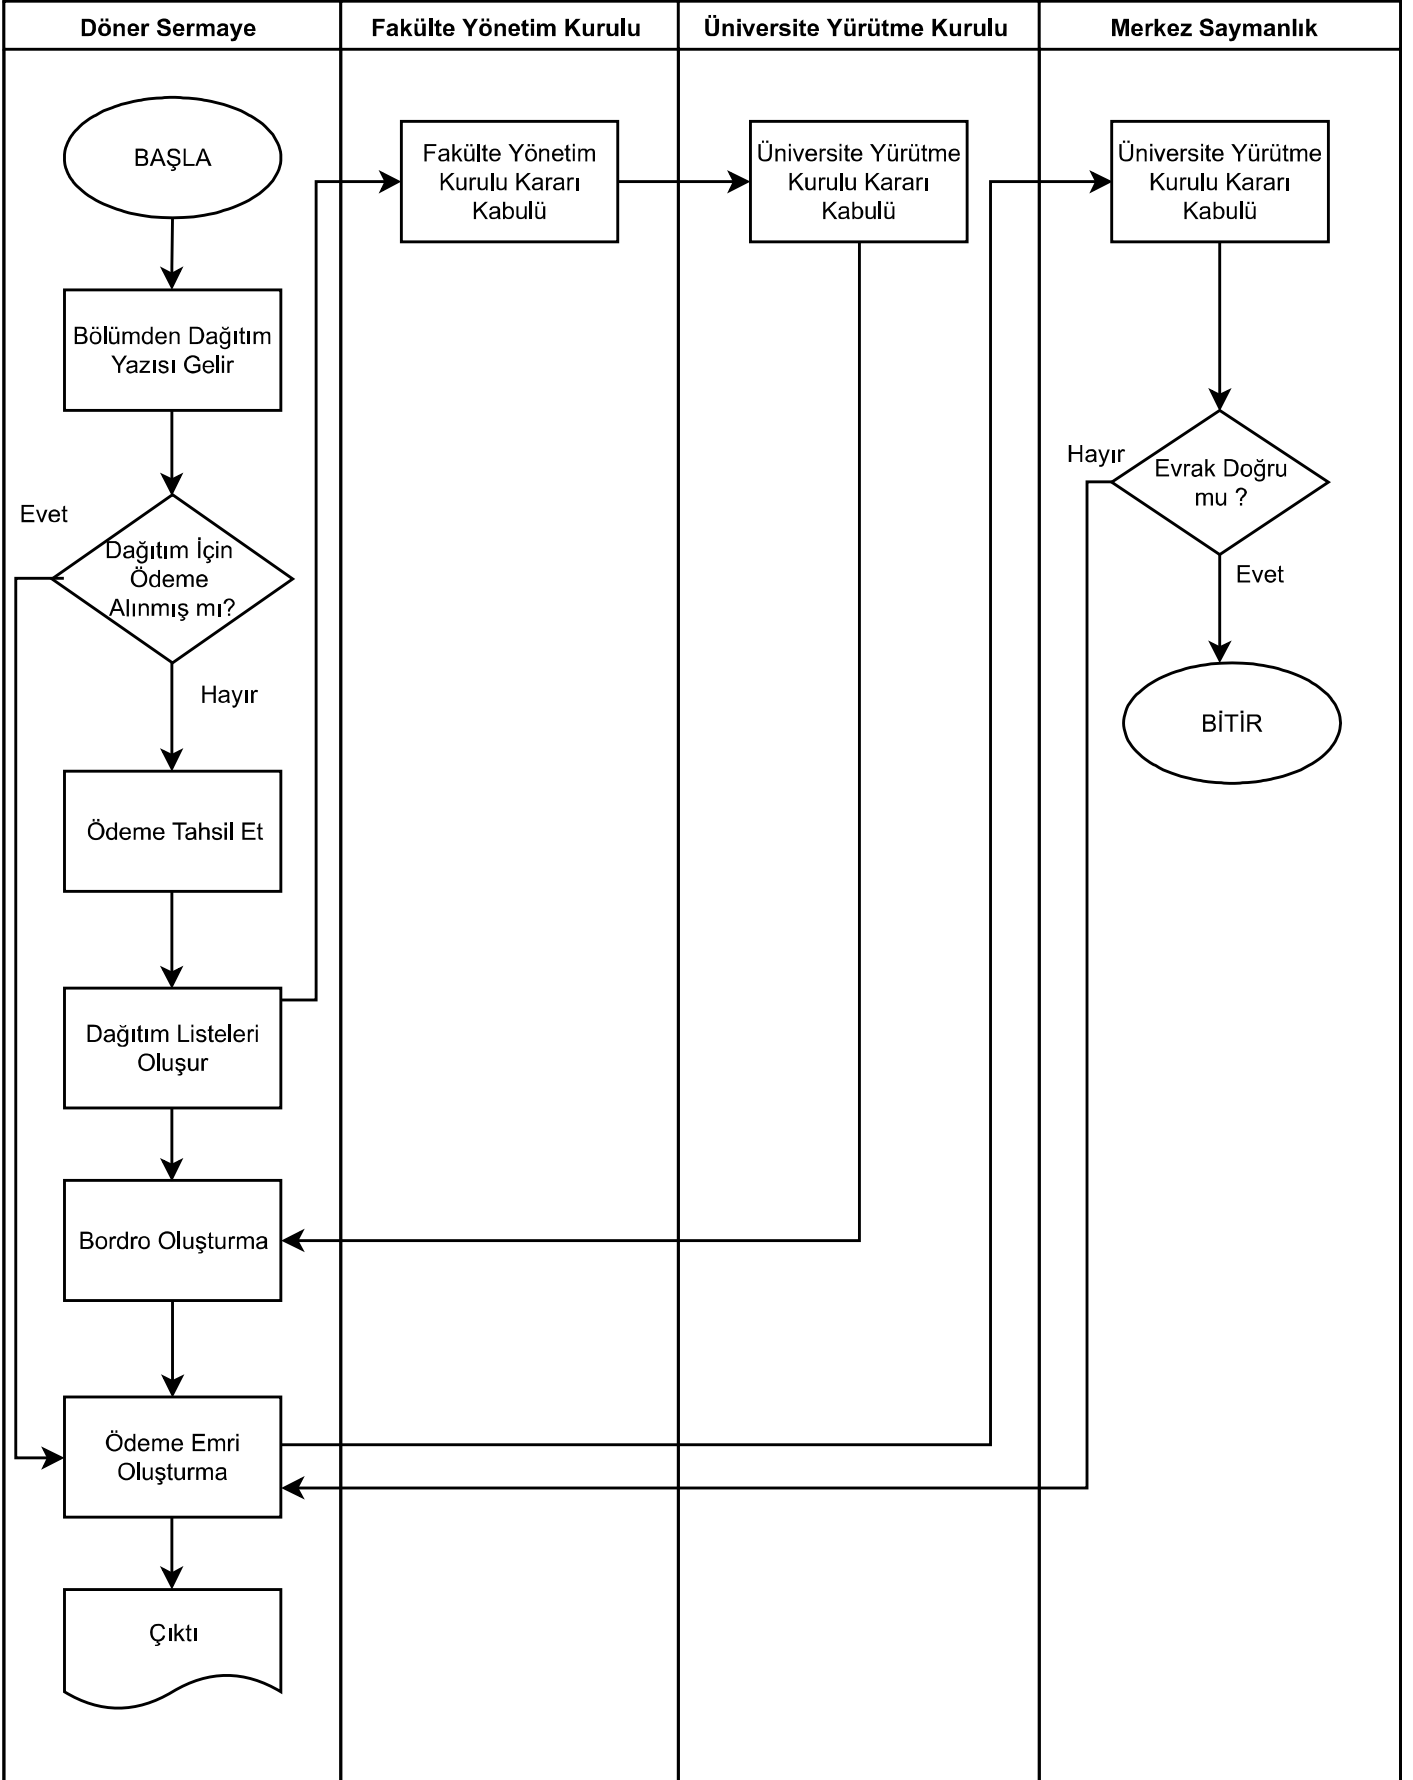 Döner Sermaye
Fakülte Yönetim Kurulu
Üniversite Yürütme Kurulu
Merkez Saymanlık
BAŞLA
Bölümden Dağıtım
Yazısı Gelir
Evet
Dağıtım İçin
Ödeme
Alınmış mı?
Hayır
Ödeme Tahsil Et
Dağıtım Listeleri
Oluşur
Bordro Oluşturma
Ödeme Emri
Oluşturma
Çıktı
Fakülte Yönetim
Kurulu Kararı
Kabulü
Üniversite Yürütme
Kurulu Kararı
Kabulü
Üniversite Yürütme
Kurulu Kararı
Kabulü
Hayır
Evrak Doğru
mu ?
Evet
BİTİR